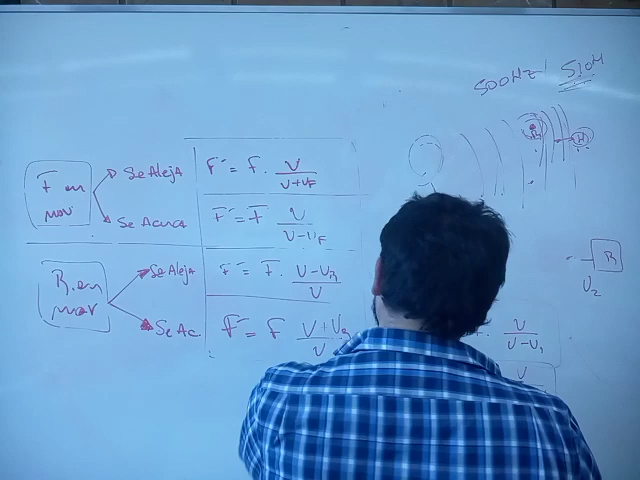 500Hz 510H
F en
mov
Se Aleja
F' = F · V / V+VF
Se Acerca
F' = F V / V-VF
R. en
mov
Se Aleja
F' = F · V-VR / V
Se Ac
F' = F V+VR / V
R
V2
F · V / V-V1
V
H